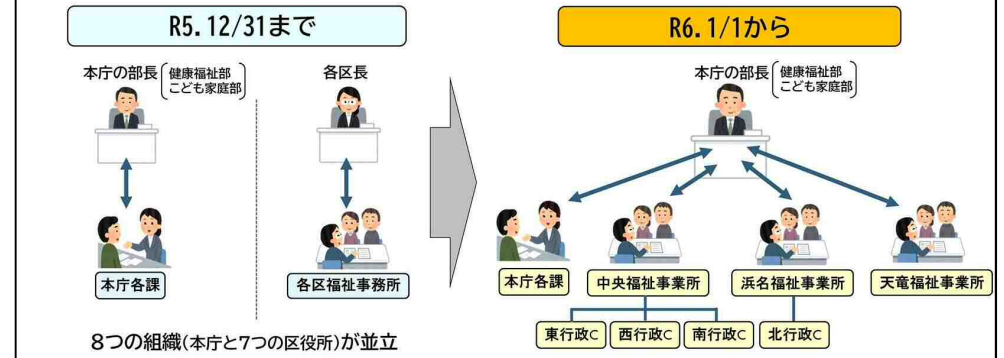 R5.12/31まで
本庁の部長
健康福祉部
こども家庭部
各区長
本庁各課
各区福祉事務所
8つの組織(本庁と7つの区役所)が並立
R6.1/1から
本庁の部長
健康福祉部
こども家庭部
本庁各課
中央福祉事業所
浜名福祉事業所
天竜福祉事業所
東行政C
西行政C
南行政C
北行政C